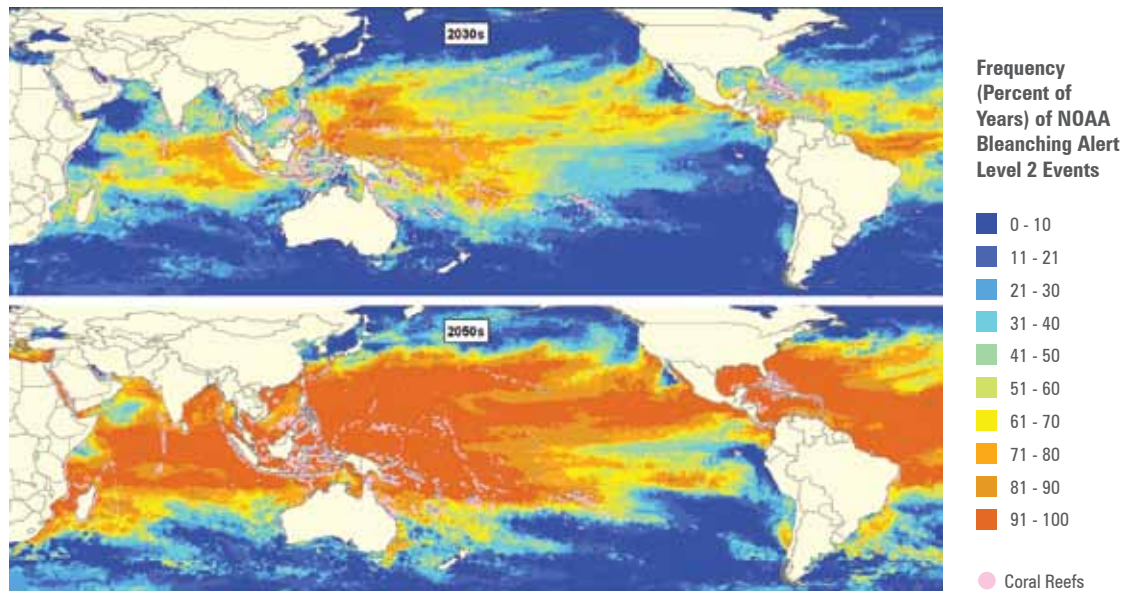 2030s
2050s
Frequency
(Percent of
Years) of NOAA
Bleanching Alert
Level 2 Events
0 - 10
11 - 21
21 - 30
31 - 40
41 - 50
51 - 60
61 - 70
71 - 80
81 - 90
91 - 100
Coral Reefs